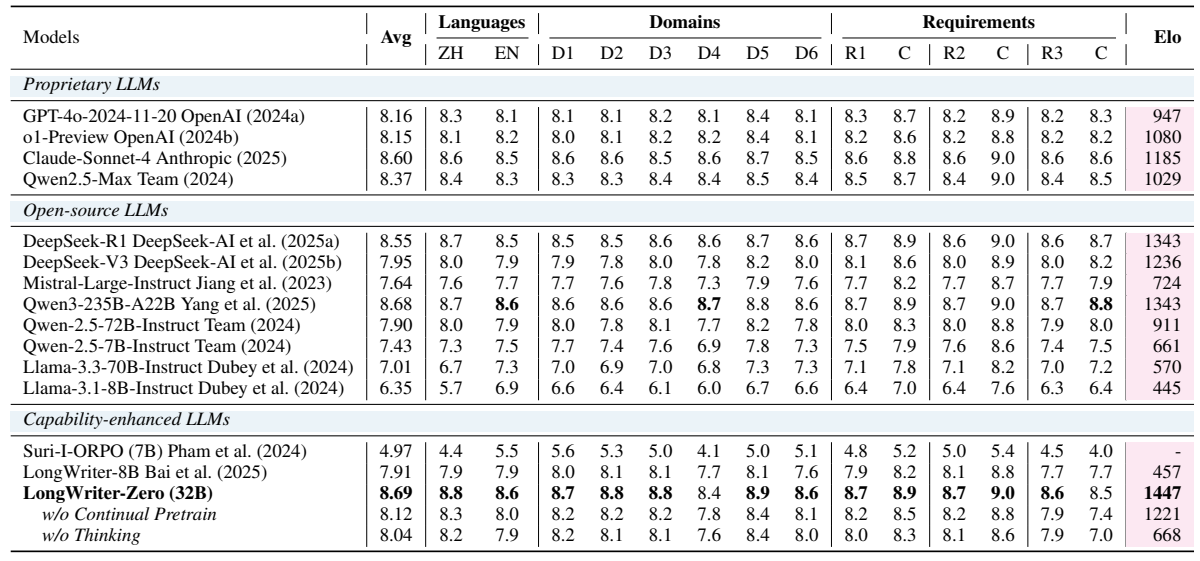 Models Avg Languages Domains Requirements Elo
ZH EN D1 D2 D3 D4 D5 D6 R1 C R2 C R3 C
Proprietary LLMs
GPT-4o-2024-11-20 OpenAI (2024a) 8.16 8.3 8.1 8.1 8.1 8.2 8.1 8.4 8.1 8.3 8.7 8.2 8.9 8.2 8.3 947
o1-Preview OpenAI (2024b) 8.15 8.1 8.2 8.0 8.1 8.2 8.2 8.4 8.1 8.2 8.6 8.2 8.8 8.2 8.2 1080
Claude-Sonnet-4 Anthropic (2025) 8.60 8.6 8.5 8.6 8.6 8.5 8.6 8.7 8.5 8.6 8.8 8.6 9.0 8.6 8.6 1185
Qwen2.5-Max Team (2024) 8.37 8.4 8.3 8.3 8.3 8.4 8.4 8.5 8.4 8.5 8.7 8.4 9.0 8.4 8.5 1029
Open-source LLMs
DeepSeek-R1 DeepSeek-AI et al. (2025a) 8.55 8.7 8.5 8.5 8.5 8.6 8.6 8.7 8.6 8.7 8.9 8.6 9.0 8.6 8.7 1343
DeepSeek-V3 DeepSeek-AI et al. (2025b) 7.95 8.0 7.9 7.9 7.8 8.0 7.8 8.2 8.0 8.1 8.6 8.0 8.9 8.0 8.2 1236
Mistral-Large-Instruct Jiang et al. (2023) 7.64 7.6 7.7 7.7 7.6 7.8 7.3 7.9 7.6 7.7 8.2 7.7 8.7 7.7 7.9 724
Qwen3-235B-A22B Yang et al. (2025) 8.68 8.7 8.6 8.6 8.6 8.6 8.7 8.8 8.6 8.7 8.9 8.7 9.0 8.7 8.8 1343
Qwen-2.5-72B-Instruct Team (2024) 7.90 8.0 7.9 8.0 7.8 8.1 7.7 8.2 7.8 8.0 8.3 8.0 8.8 7.9 8.0 911
Qwen-2.5-7B-Instruct Team (2024) 7.43 7.3 7.5 7.7 7.4 7.6 6.9 7.8 7.3 7.5 7.9 7.6 8.6 7.4 7.5 661
Llama-3.3-70B-Instruct Dubey et al. (2024) 7.01 6.7 7.3 7.0 6.9 7.0 6.8 7.3 7.3 7.1 7.8 7.1 8.2 7.0 7.2 570
Llama-3.1-8B-Instruct Dubey et al. (2024) 6.35 5.7 6.9 6.6 6.4 6.1 6.0 6.7 6.6 6.4 7.0 6.4 7.6 6.3 6.4 445
Capability-enhanced LLMs
Suri-I-ORPO (7B) Pham et al. (2024) 4.97 4.4 5.5 5.6 5.3 5.0 4.1 5.0 5.1 4.8 5.2 5.0 5.4 4.5 4.0 -
LongWriter-8B Bai et al. (2025) 7.91 7.9 7.9 8.0 8.1 8.1 7.7 8.1 7.6 7.9 8.2 8.1 8.8 7.7 7.7 457
LongWriter-Zero (32B) 8.69 8.8 8.6 8.7 8.8 8.8 8.4 8.9 8.6 8.7 8.9 8.7 9.0 8.6 8.5 1447
w/o Continual Pretrain 8.12 8.3 8.0 8.2 8.2 8.2 7.8 8.4 8.1 8.2 8.5 8.2 8.8 7.9 7.4 1221
w/o Thinking 8.04 8.2 7.9 8.2 8.1 8.1 7.6 8.4 8.0 8.0 8.3 8.1 8.6 7.9 7.0 668